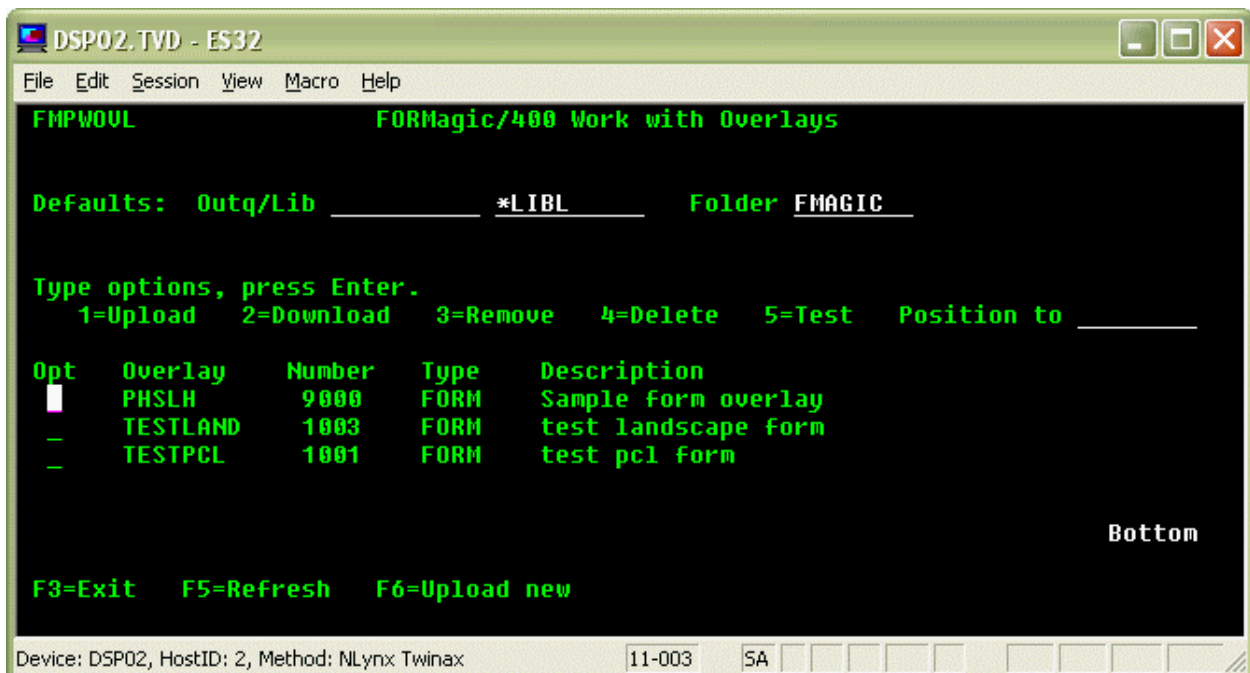 DSP02.TVD - ES32
File Edit Session View Macro Help
FMPWOVL FORMagic/400 Work with Overlays
Defaults: Outq/Lib __________ *LIBL Folder FMAGIC
Type options, press Enter.
1=Upload 2=Download 3=Remove 4=Delete 5=Test Position to ________
Opt Overlay Number Type Description
PHSLH 9000 FORM Sample form overlay
_ TESTLAND 1003 FORM test landscape form
_ TESTPCL 1001 FORM test pcl form
Bottom
F3=Exit F5=Refresh F6=Upload new
Device: DSP02, HostID: 2, Method: NLynx Twinax 11-003 SA